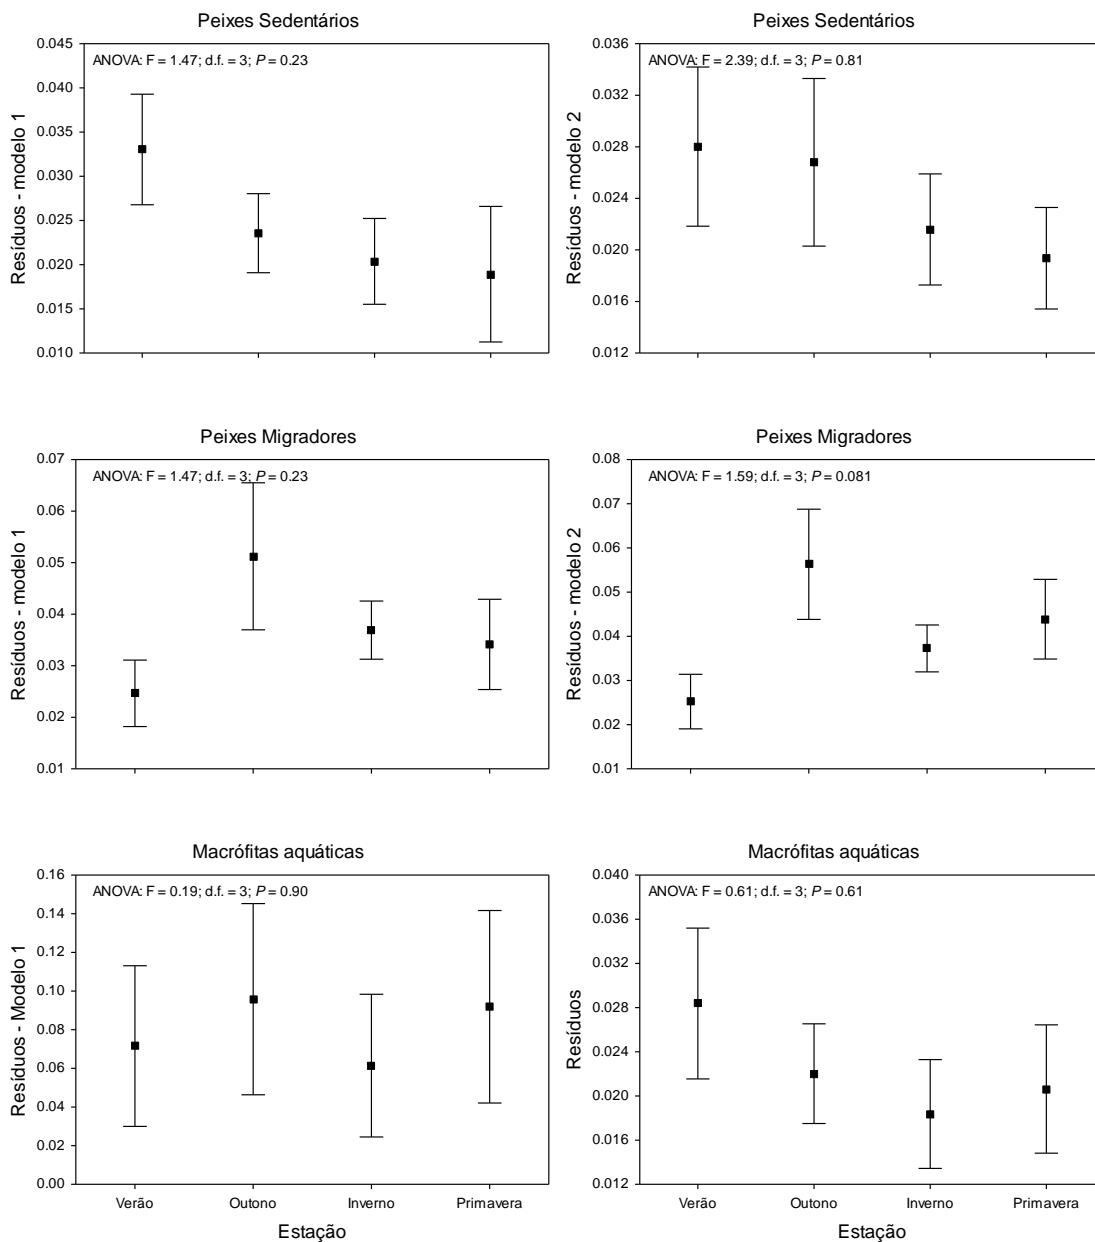 Peixes Sedentários
ANOVA: F = 1.47; d.f. = 3; P = 0.23
Resíduos - modelo 1
0.045
0.040
0.035
0.030
0.025
0.020
0.015
0.010
Peixes Sedentários
ANOVA: F = 2.39; d.f. = 3; P = 0.81
Resíduos - modelo 2
0.036
0.032
0.028
0.024
0.020
0.016
0.012
Peixes Migradores
ANOVA: F = 1.47; d.f. = 3; P = 0.23
Resíduos - modelo 1
0.07
0.06
0.05
0.04
0.03
0.02
0.01
Peixes Migradores
ANOVA: F = 1.59; d.f. = 3; P = 0.081
Resíduos - modelo 2
0.08
0.07
0.06
0.05
0.04
0.03
0.02
0.01
Macrófitas aquáticas
ANOVA: F = 0.19; d.f. = 3; P = 0.90
Resíduos - Modelo 1
0.16
0.14
0.12
0.10
0.08
0.06
0.04
0.02
0.00
Verão Outono Inverno Primavera
Estação
Macrófitas aquáticas
ANOVA: F = 0.61; d.f. = 3; P = 0.61
Resíduos
0.040
0.036
0.032
0.028
0.024
0.020
0.016
0.012
Verão Outono Inverno Primavera
Estação